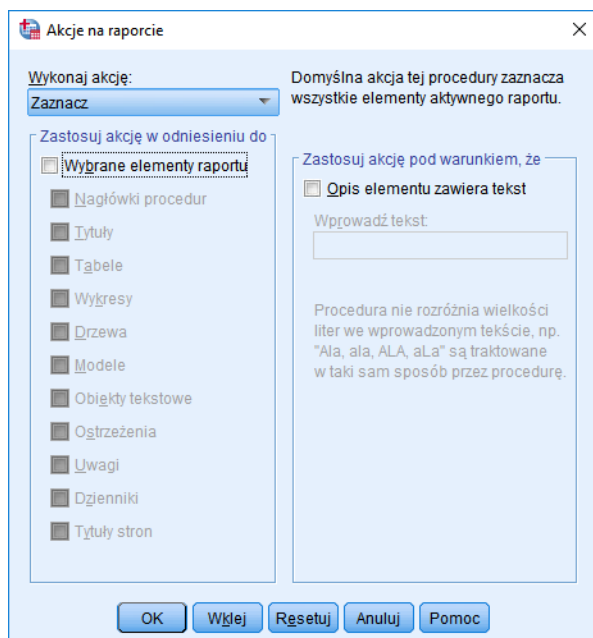 Akcje na raporcie
Wykonaj akcję:
Zaznacz
Domyślna akcja tej procedury zaznacza
wszystkie elementy aktywnego raportu.
Zastosuj akcję w odniesieniu do
Wybrane elementy raportu
Nagłówki procedur
Tytuły
Tabele
Wykresy
Drzewa
Modele
Obiekty tekstowe
Ostrzeżenia
Uwagi
Dzienniki
Tytuły stron
Zastosuj akcję pod warunkiem, że
Opis elementu zawiera tekst
Wprowadź tekst:
Procedura nie rozróżnia wielkości
liter we wprowadzonym tekście, np.
"Ala, ala, ALA, aLa" są traktowane
w taki sam sposób przez procedurę.
OK Wklej Resetuj Anuluj Pomoc